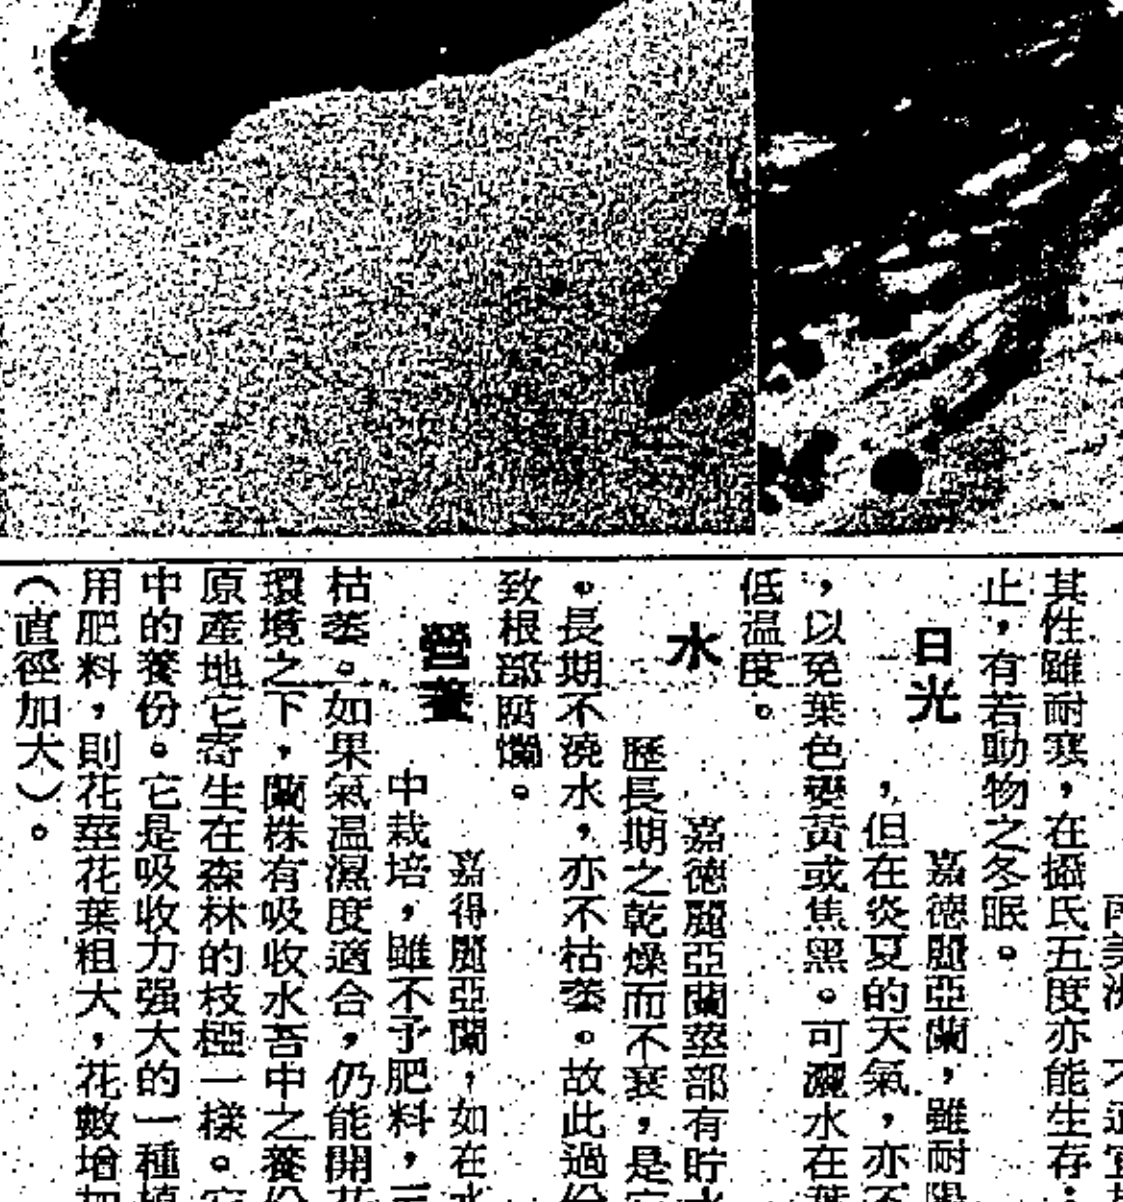 其性雖耐寒，在攝氏五度亦能生存
止，有若動物之冬眠。
日光
嘉德麗亞蘭，雖耐陽
，但在炎夏的天氣，亦不
，以免葉色變黃或焦黑。可灑水在葉
低温度。
水
嘉德麗亞蘭莖部有貯水
歷長期之乾燥而不衰，是
。長期不澆水，亦不枯萎。故此過份
致根部腐爛。
營養
嘉得麗亞蘭，如在水
中栽培，雖不予肥料，
枯萎。如果氣温濕度適合，仍能開花
環境之下，蘭株有吸收水吾中之養份
原產地它寄生在森林的枝椏一樣。它
中的養份。它是吸收力强大的一種植
用肥料，則花莖花葉粗大，花數增加
（直徑加大）。